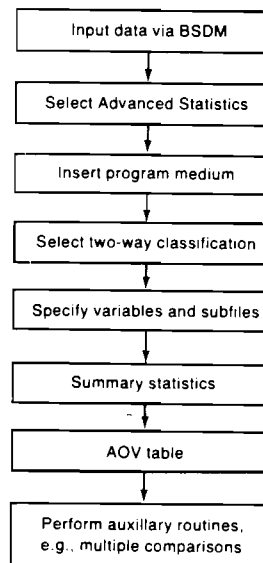 Input data via BSDM
Select Advanced Statistics
Insert program medium
Select two-way classification
Specify variables and subfiles
Summary statistics
AOV table
Perform auxillary routines,
e.g., multiple comparisons